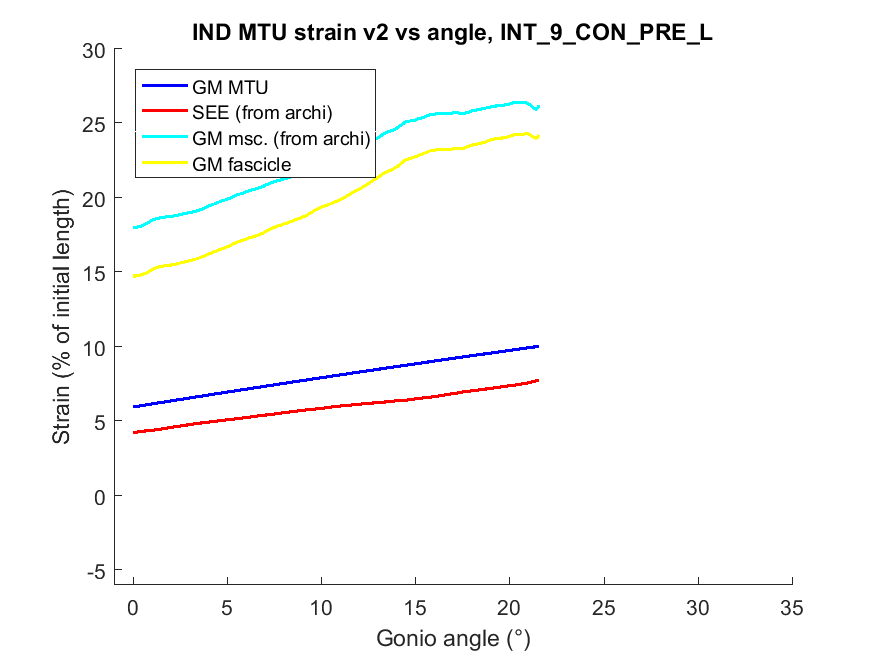 IND MTU strain v2 vs angle, INT_9_CON_PRE_L
30
25
20
15
10
5
0
-5
Strain (% of initial length)
GM MTU
SEE (from archi)
GM msc. (from archi)
GM fascicle
0 5 10 15 20 25 30 35
Gonio angle (°)